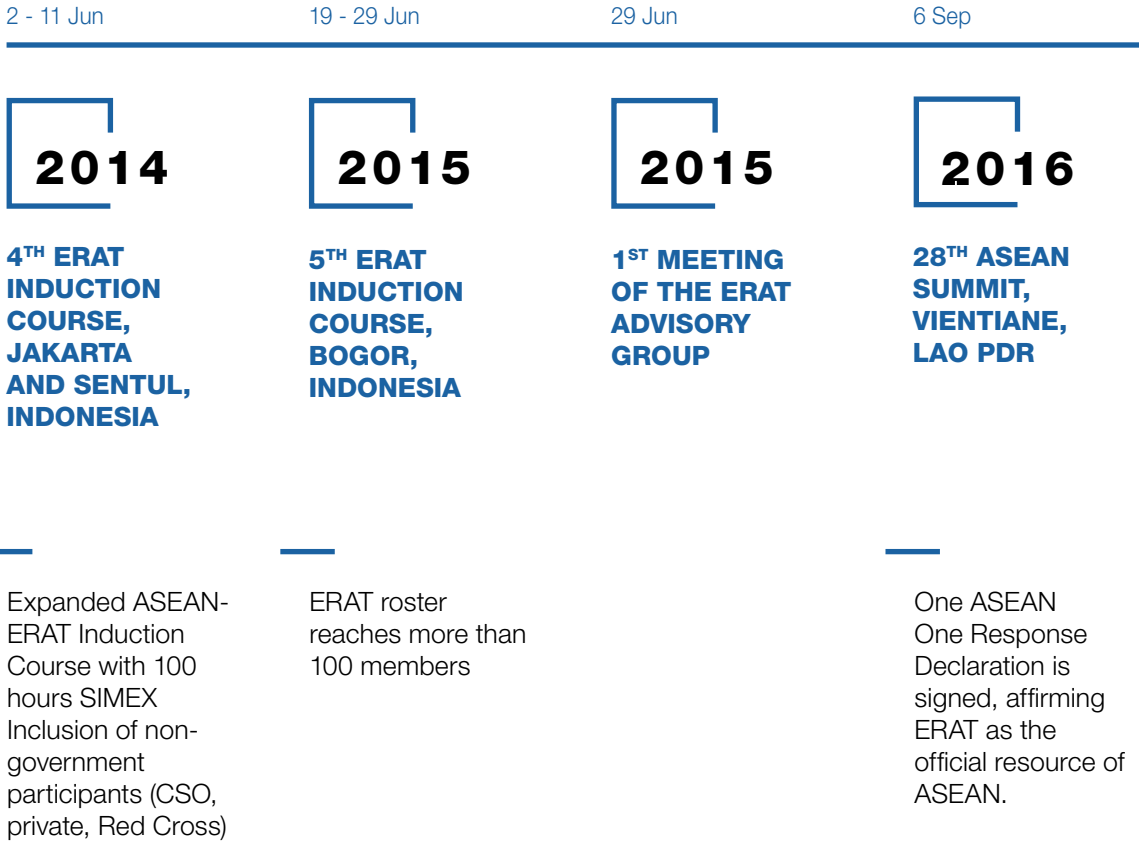 2 - 11 Jun
2014
4TH ERAT
INDUCTION
COURSE,
JAKARTA
AND SENTUL,
INDONESIA
Expanded ASEAN-
ERAT Induction
Course with 100
hours SIMEX
Inclusion of non-
government
participants (CSO,
private, Red Cross)
19 - 29 Jun
2015
5TH ERAT
INDUCTION
COURSE,
BOGOR,
INDONESIA
ERAT roster
reaches more than
100 members
29 Jun
2015
1ST MEETING
OF THE ERAT
ADVISORY
GROUP
6 Sep
2016
28TH ASEAN
SUMMIT,
VIENTIANE,
LAO PDR
One ASEAN
One Response
Declaration is
signed, affirming
ERAT as the
official resource of
ASEAN.